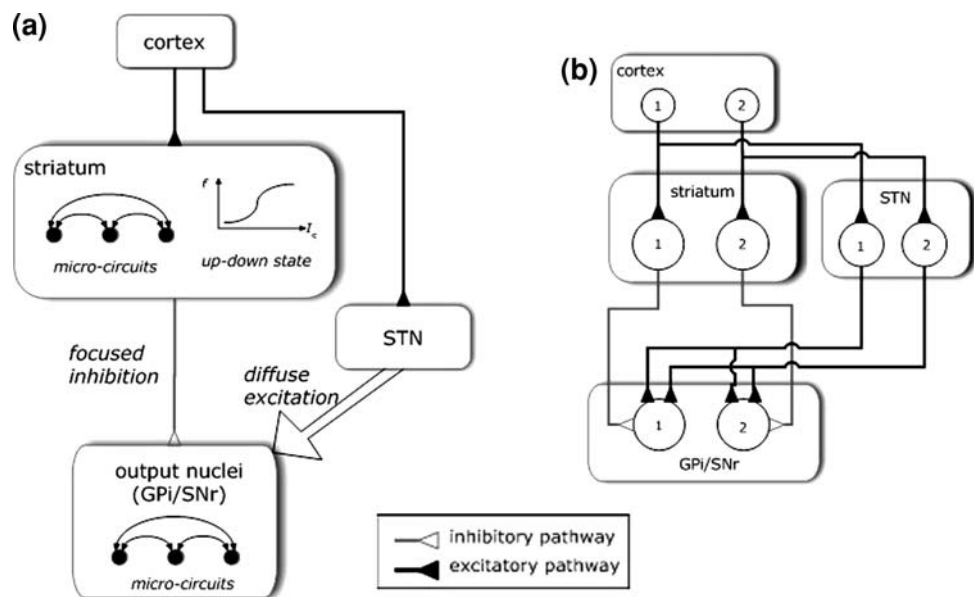 (a)
cortex
striatum
f
I_c
micro-circuits
up-down state
focused
inhibition
STN
diffuse
excitation
output nuclei
(GPi/SNr)
micro-circuits
(b)
cortex
1
2
striatum
STN
1
2
1
2
1
2
GPi/SNr
inhibitory pathway
excitatory pathway